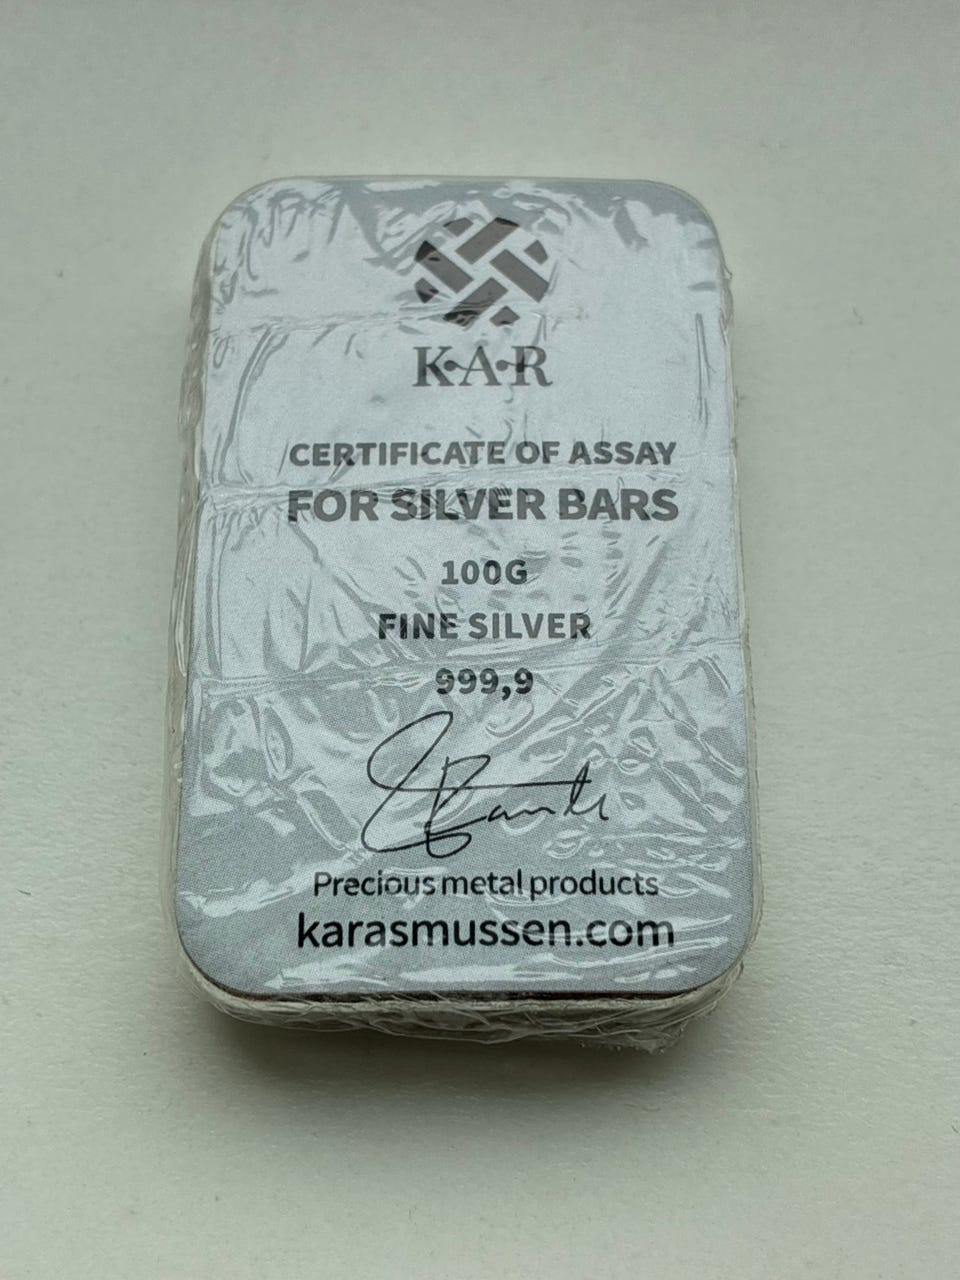 K·A·R
CERTIFICATE OF ASSAY
FOR SILVER BARS
100G
FINE SILVER
999,9
Precious metal products
karasmussen.com